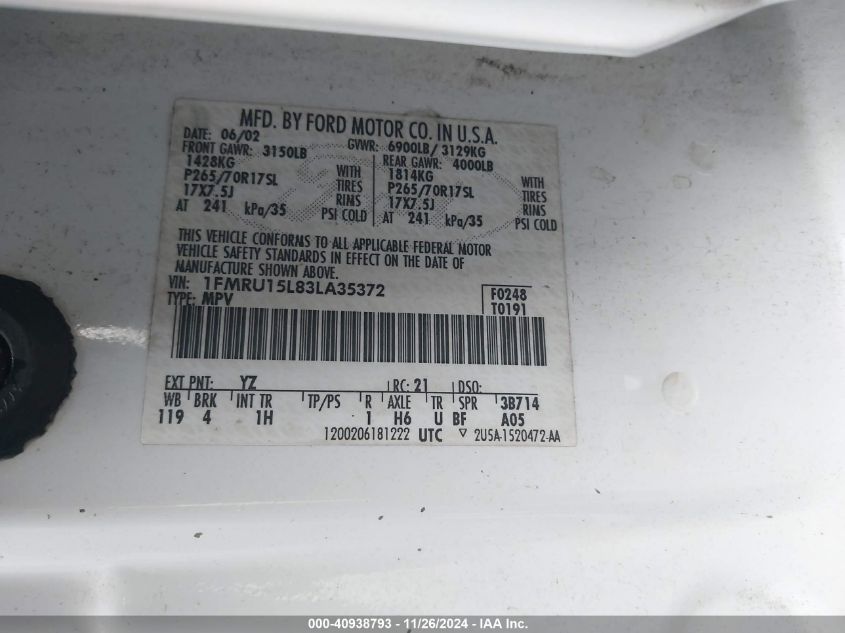 MFD. BY FORD MOTOR CO. IN U.S.A.
DATE: 06/02 GVWR: 6900LB/ 3129KG
FRONT GAWR: 3150LB REAR GAWR: 4000LB
1428KG WITH 1814KG WITH
P265/70R17SL TIRES P265/70R17SL TIRES
17X7.5J RIMS 17X7.5J RIMS
AT 241 kPa/35 PSI COLD AT 241 kPa/35 PSI COLD
THIS VEHICLE CONFORMS TO ALL APPLICABLE FEDERAL MOTOR
VEHICLE SAFETY STANDARDS IN EFFECT ON THE DATE OF
MANUFACTURE SHOWN ABOVE.
VIN: 1FMRU15L83LA35372 F0248
TYPE: MPV T0191
EXT PNT: YZ RC: 21 DSO:
WB BRK INT TR TP/PS R AXLE TR SPR 3B714
119 4 1H 1 H6 U BF A05
1200206181222 UTC ▽ 2U5A-1520472-AA
000-40938793 - 11/26/2024 - IAA Inc.